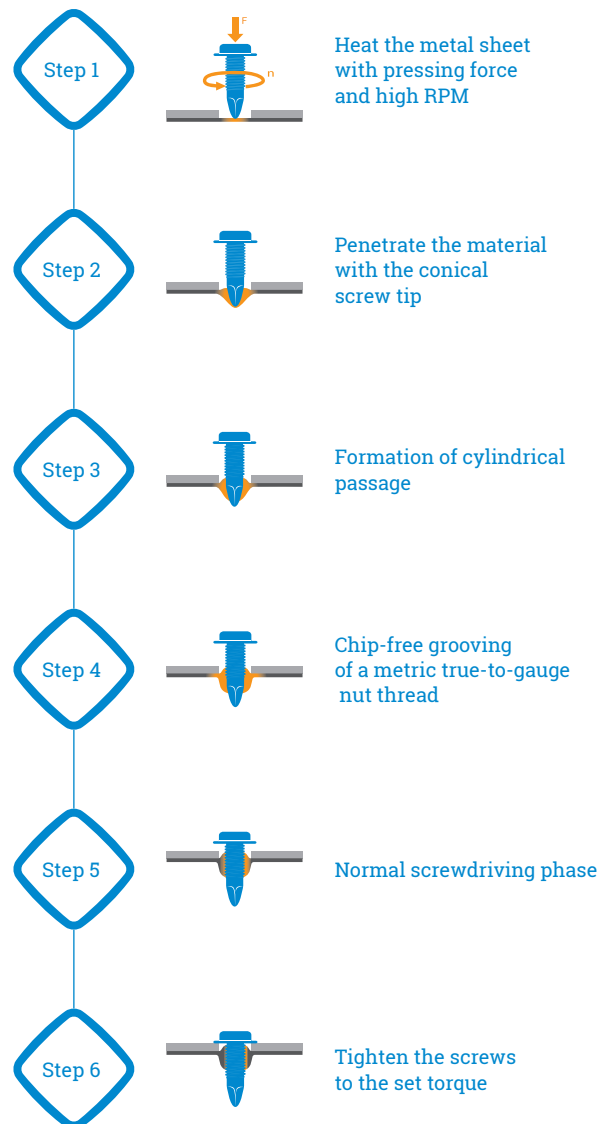 F
n
Step 1
Heat the metal sheet
with pressing force
and high RPM
Step 2
Penetrate the material
with the conical
screw tip
Step 3
Formation of cylindrical
passage
Step 4
Chip-free grooving
of a metric true-to-gauge
nut thread
Step 5
Normal screwdriving phase
Step 6
Tighten the screws
to the set torque